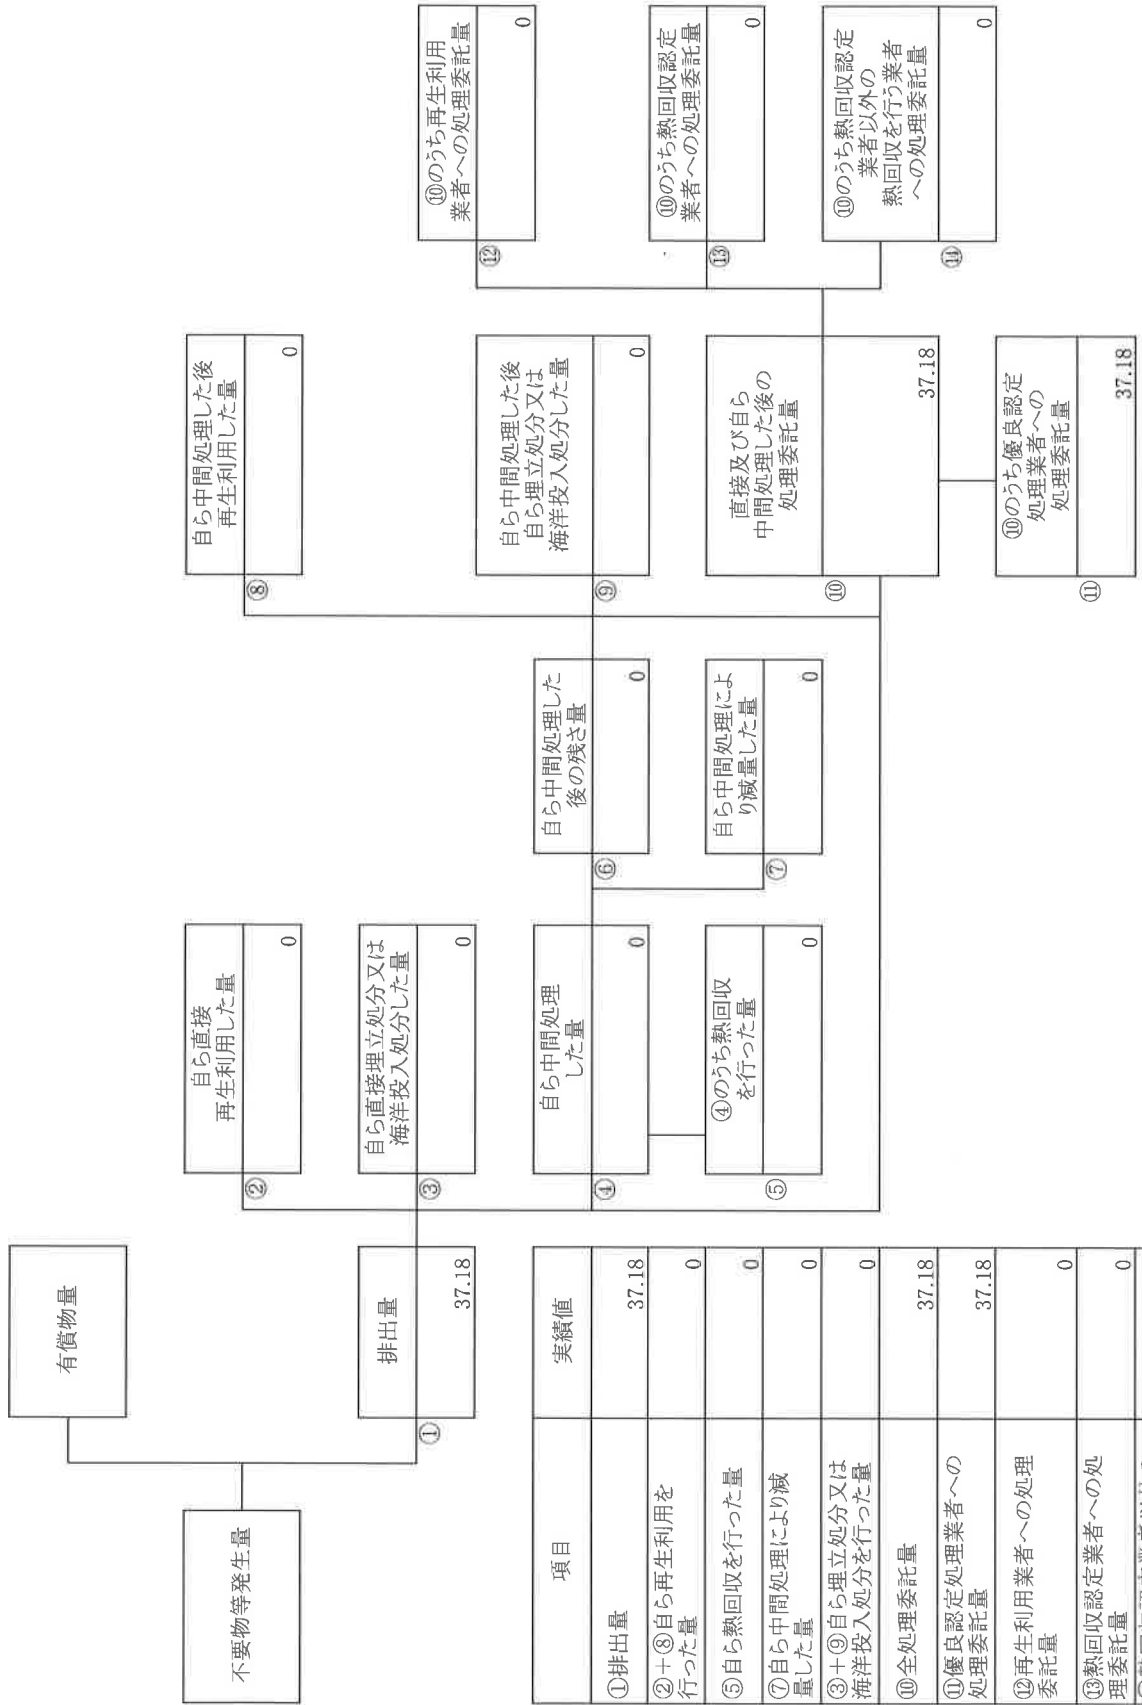 不要物等発生量
有償物量
排出量
①
37.18
自ら直接
再生利用した量
②
0
自ら直接埋立処分又は
海洋投入処分した量
③
0
自ら中間処理
した量
④
0
④のうち熱回収
を行った量
⑤
0
自ら中間処理した
後の残さ量
⑥
0
自ら中間処理によ
り減量した量
⑦
0
自ら中間処理した後
再生利用した量
⑧
0
自ら中間処理した後
自ら埋立処分又は
海洋投入処分した量
⑨
0
直接及び自ら
中間処理した後の
処理委託量
⑩
37.18
⑩のうち優良認定
処理業者への
処理委託量
⑪
37.18
⑩のうち再生利用
業者への処理委託量
⑫
0
⑩のうち熱回収認定
業者への処理委託量
⑬
0
⑩のうち熱回収認定
業者以外の
熱回収を行う業者
への処理委託量
⑭
0
項目 実績値
①排出量 37.18
②+⑧自ら再生利用を
行った量 0
⑤自ら熱回収を行った量 0
⑦自ら中間処理により減
量した量 0
③+⑨自ら埋立処分又は
海洋投入処分を行った量 0
⑩全処理委託量 37.18
⑪優良認定処理業者への
処理委託量 37.18
⑫再生利用業者への処理
委託量 0
⑬熱回収認定業者への処
理委託量 0